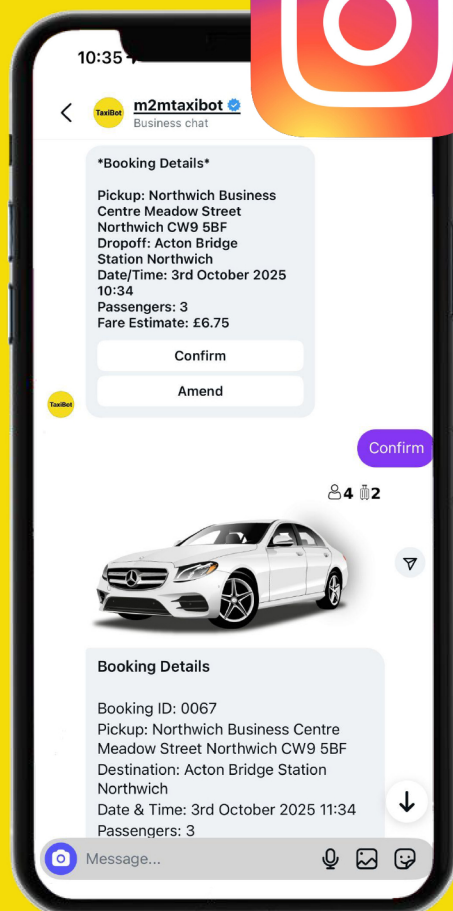 10:35
TaxiBot
m2mtaxibot
Business chat
*Booking Details*
Pickup: Northwich Business
Centre Meadow Street
Northwich CW9 5BF
Dropoff: Acton Bridge
Station Northwich
Date/Time: 3rd October 2025
10:34
Passengers: 3
Fare Estimate: £6.75
Confirm
Amend
TaxiBot
Confirm
4 2
Booking Details
Booking ID: 0067
Pickup: Northwich Business Centre
Meadow Street Northwich CW9 5BF
Destination: Acton Bridge Station
Northwich
Date & Time: 3rd October 2025 11:34
Passengers: 3
Message...